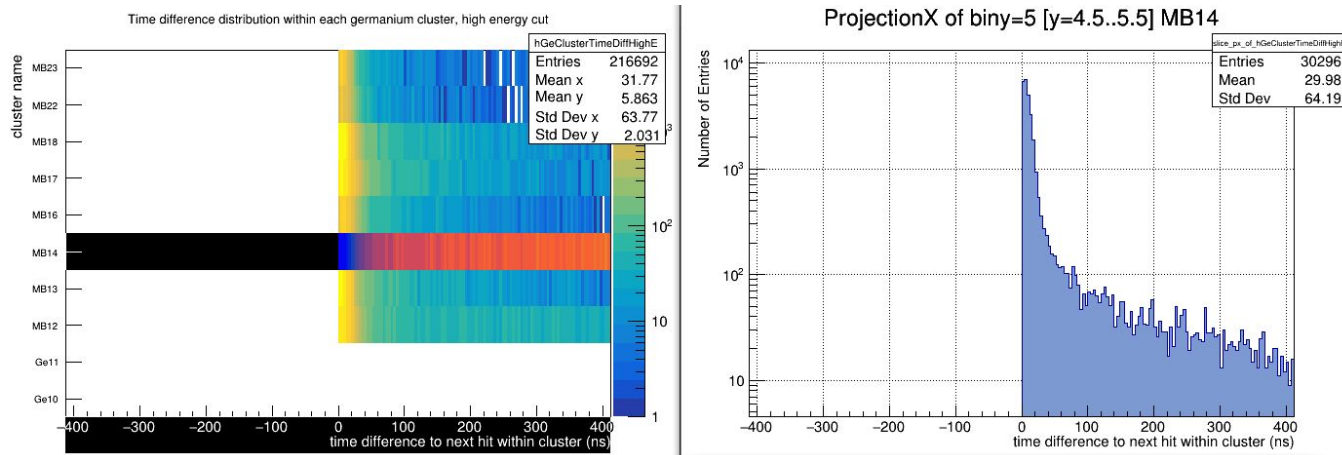 Time difference distribution within each germanium cluster, high energy cut
cluster name
MB23
MB22
MB18
MB17
MB16
MB14
MB13
MB12
Ge11
Ge10
−400 −300 −200 −100 0 100 200 300 400
time difference to next hit within cluster (ns)
Entries 216692
Mean x 31.77
Mean y 5.863
Std Dev x 63.77
Std Dev y 2.031
10²
10
1
ProjectionX of biny=5 [y=4.5..5.5] MB14
Number of Entries
10⁴
10³
10²
10
−400 −300 −200 −100 0 100 200 300 400
time difference to next hit within cluster (ns)
Entries 30296
Mean 29.98
Std Dev 64.19